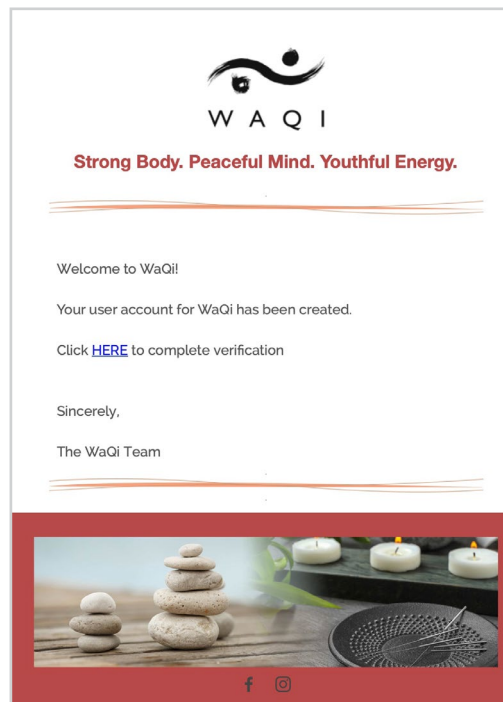 WAQI
Strong Body. Peaceful Mind. Youthful Energy.
Welcome to WaQi!
Your user account for WaQi has been created.
Click HERE to complete verification
Sincerely,
The WaQi Team